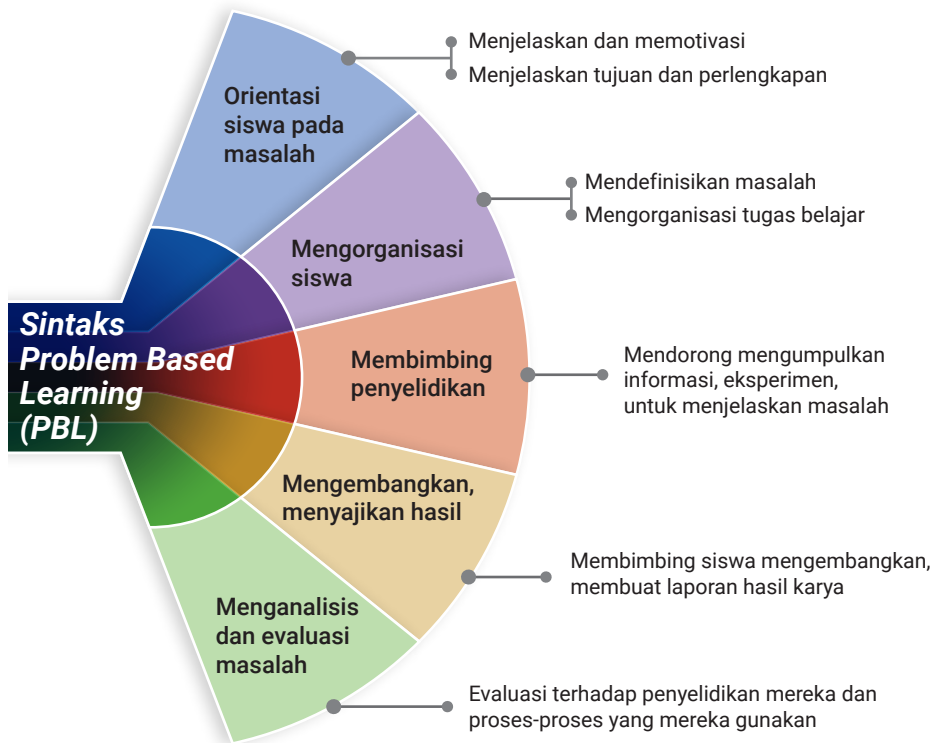 Sintaks
Problem Based
Learning
(PBL)
Orientasi
siswa pada
masalah
Menjelaskan dan memotivasi
Menjelaskan tujuan dan perlengkapan
Mengorganisasi
siswa
Mendefinisikan masalah
Mengorganisasi tugas belajar
Membimbing
penyelidikan
Mendorong mengumpulkan
informasi, eksperimen,
untuk menjelaskan masalah
Mengembangkan,
menyajikan hasil
Membimbing siswa mengembangkan,
membuat laporan hasil karya
Menganalisis
dan evaluasi
masalah
Evaluasi terhadap penyelidikan mereka dan
proses-proses yang mereka gunakan